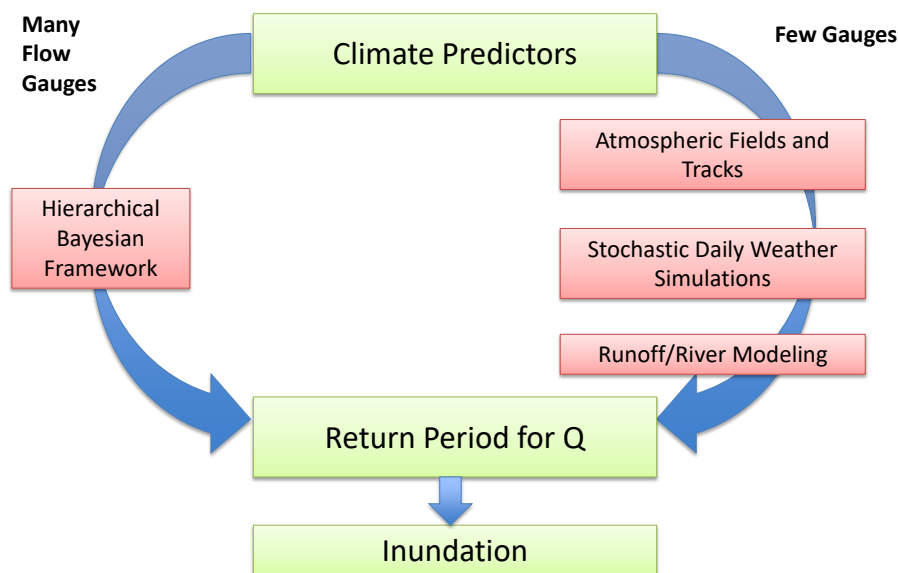 Many
Flow
Gauges
Climate Predictors
Few Gauges
Atmospheric Fields and
Tracks
Hierarchical
Bayesian
Framework
Stochastic Daily Weather
Simulations
Runoff/River Modeling
Return Period for Q
Inundation